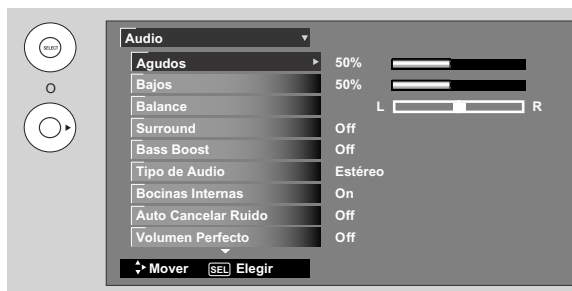 SELECT
O
Audio
Agudos 50%
Bajos 50%
Balance L R
Surround Off
Bass Boost Off
Tipo de Audio Estéreo
Bocinas Internas On
Auto Cancelar Ruido Off
Volumen Perfecto Off
Mover SEL Elegir